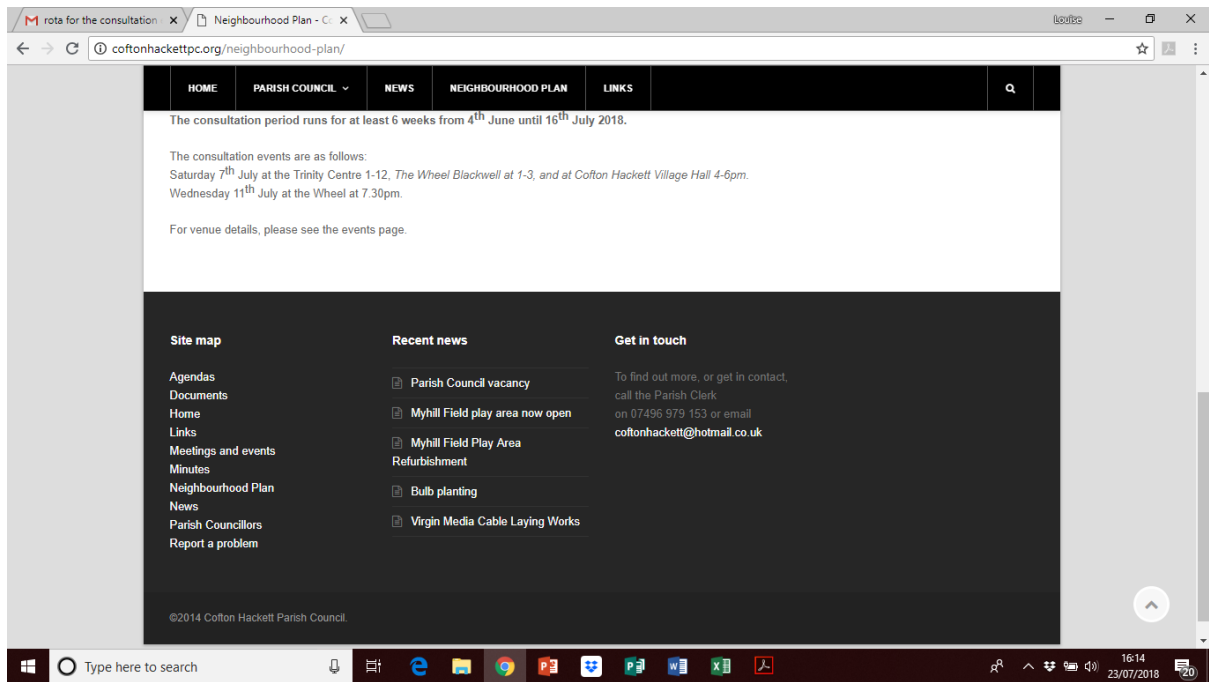 rota for the consultation
Neighbourhood Plan - Co
Louise
coftonhackettpc.org/neighbourhood-plan/
HOME PARISH COUNCIL NEWS NEIGHBOURHOOD PLAN LINKS
The consultation period runs for at least 6 weeks from 4th June until 16th July 2018.
The consultation events are as follows:
Saturday 7th July at the Trinity Centre 1-12, The Wheel Blackwell at 1-3, and at Cofton Hackett Village Hall 4-6pm.
Wednesday 11th July at the Wheel at 7.30pm.
For venue details, please see the events page.
Site map
Agendas
Documents
Home
Links
Meetings and events
Minutes
Neighbourhood Plan
News
Parish Councillors
Report a problem
Recent news
Parish Council vacancy
Myhill Field play area now open
Myhill Field Play Area
Refurbishment
Bulb planting
Virgin Media Cable Laying Works
Get in touch
To find out more, or get in contact,
call the Parish Clerk
on 07496 979 153 or email
coftonhackett@hotmail.co.uk
©2014 Cofton Hackett Parish Council.
Type here to search
16:14
23/07/2018
20